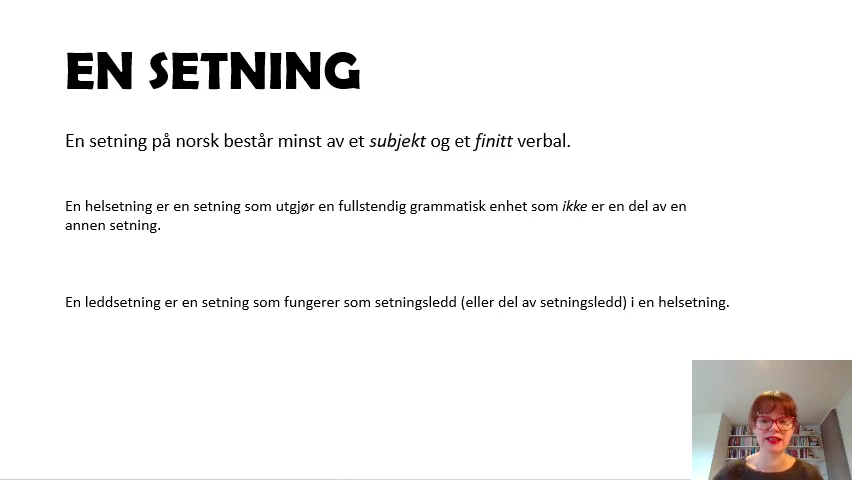 EN SETNING
En setning på norsk består minst av et subjekt og et finitt verbal.
En helsetning er en setning som utgjør en fullstendig grammatisk enhet som ikke er en del av en
annen setning.
En leddsetning er en setning som fungerer som setningsledd (eller del av setningsledd) i en helsetning.